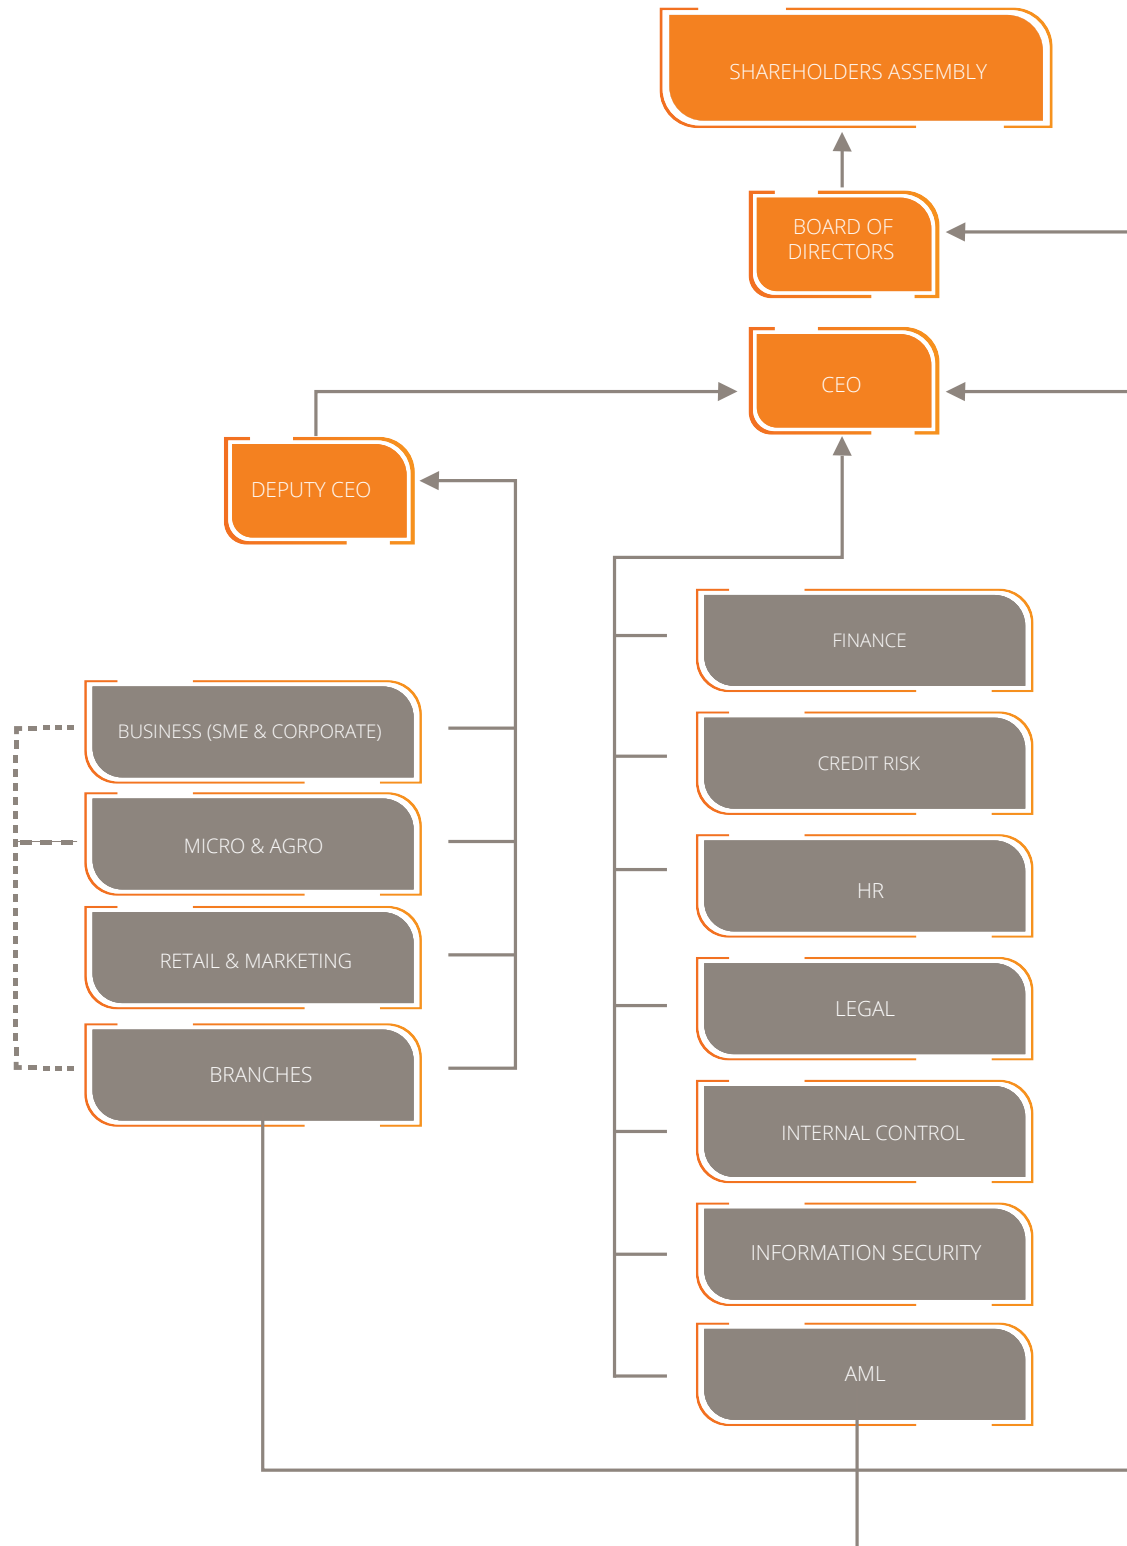 SHAREHOLDERS ASSEMBLY
BOARD OF
DIRECTORS
CEO
DEPUTY CEO
BUSINESS (SME & CORPORATE)
MICRO & AGRO
RETAIL & MARKETING
BRANCHES
FINANCE
CREDIT RISK
HR
LEGAL
INTERNAL CONTROL
INFORMATION SECURITY
AML